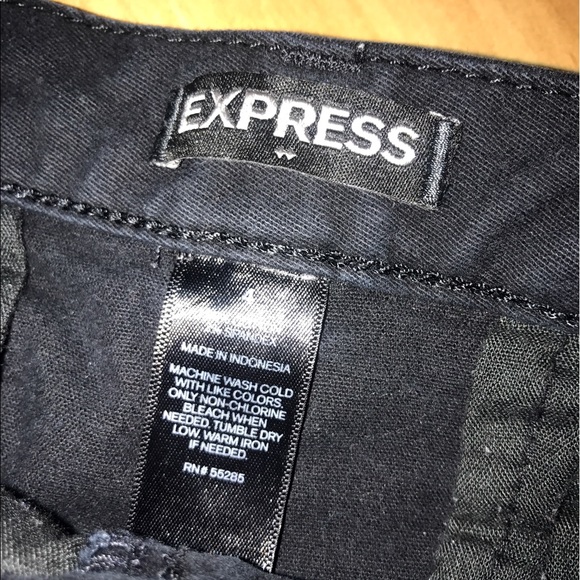 EXPRESS
W
4
SPANDEX
MADE IN INDONESIA
MACHINE WASH COLD
WITH LIKE COLORS.
ONLY NON-CHLORINE
BLEACH WHEN
NEEDED. TUMBLE DRY
LOW. WARM IRON
IF NEEDED.
RN# 55285